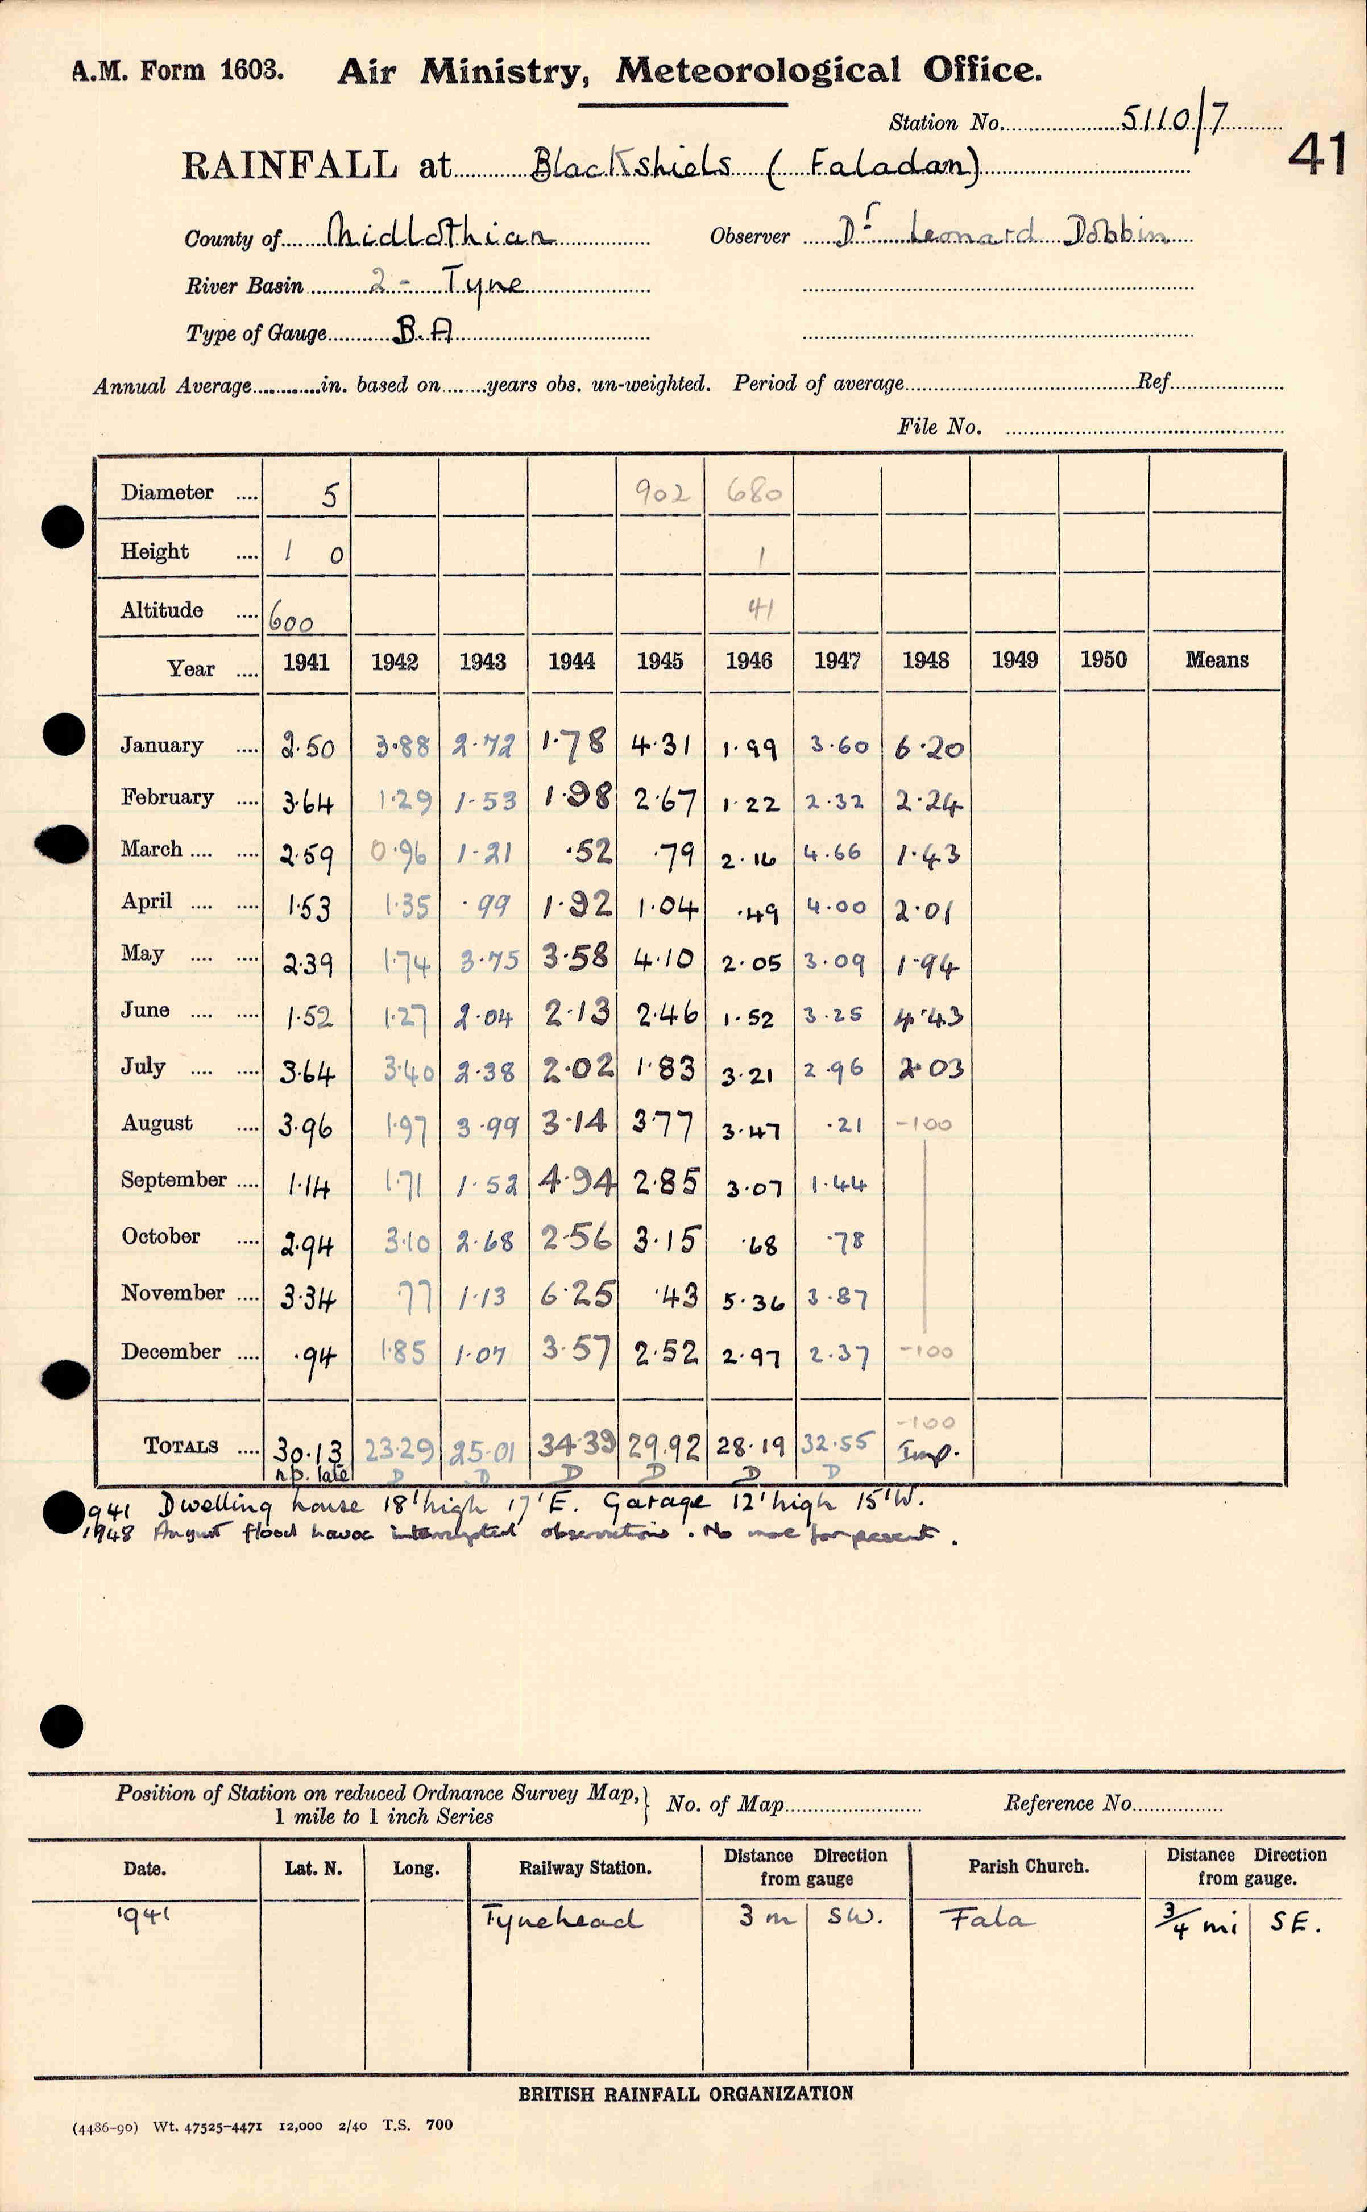 A.M. Form 1603. Air Ministry, Meteorological Office.
Station No. 5110/7
41
RAINFALL at Blackshiels (Faladam)
County of Midlothian Observer Dr Leonard Dobbin
River Basin 2 - Tyne
Type of Gauge B.A
Annual Average in. based on years obs. un-weighted. Period of average Ref.
File No.
Diameter 5 902 680
Height 1 0 1
Altitude 600 41
Year 1941 1942 1943 1944 1945 1946 1947 1948 1949 1950 Means
January 2.50 3.88 2.72 1.78 4.31 1.99 3.60 6.20
February 3.64 1.29 1.53 1.98 2.67 1.22 2.32 2.24
March 2.59 0.96 1.21 .52 .79 2.16 4.66 1.43
April 1.53 1.35 .99 1.92 1.04 .49 4.00 2.01
May 2.39 1.74 3.75 3.58 4.10 2.05 3.09 1.94
June 1.52 1.27 2.04 2.13 2.46 1.52 3.25 4.43
July 3.64 3.40 2.38 2.02 1.83 3.21 2.96 2.03
August 3.96 1.97 3.99 3.14 3.77 3.47 .21 -100
September 1.14 1.71 1.52 4.94 2.85 3.07 1.44
October 2.94 3.10 2.68 2.56 3.15 .68 .78
November 3.34 .77 1.13 6.25 .43 5.36 3.87
December .94 1.85 1.07 3.57 2.52 2.97 2.37 -100
-100
TOTALS 30.13 23.29 25.01 34.39 29.92 28.19 32.55 Imp.
n.p. late D D D D D D
1941 Dwelling house 18' high 17' E. Garage 12' high 15' W.
1948 August flood havoc interrupted observations. No more for present.
Position of Station on reduced Ordnance Survey Map, 1 mile to 1 inch Series } No. of Map Reference No.
Date. Lat. N. Long. Railway Station. Distance Direction from gauge Parish Church. Distance Direction from gauge.
1941 Tynehead 3 m SW. Fala 3/4 mi SE.
BRITISH RAINFALL ORGANIZATION
(4486-90) Wt. 47525-4471 12,000 2/40 T.S. 700